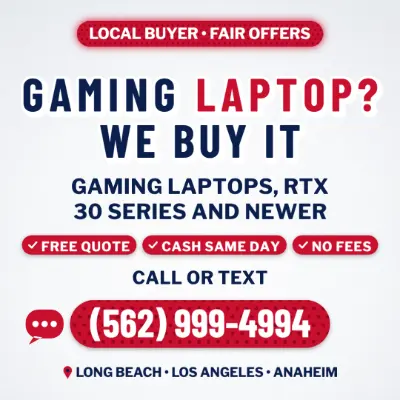 LOCAL BUYER • FAIR OFFERS
GAMING LAPTOP?
WE BUY IT
GAMING LAPTOPS, RTX
30 SERIES AND NEWER
✓ FREE QUOTE ✓ CASH SAME DAY ✓ NO FEES
CALL OR TEXT
(562) 999-4994
LONG BEACH • LOS ANGELES • ANAHEIM